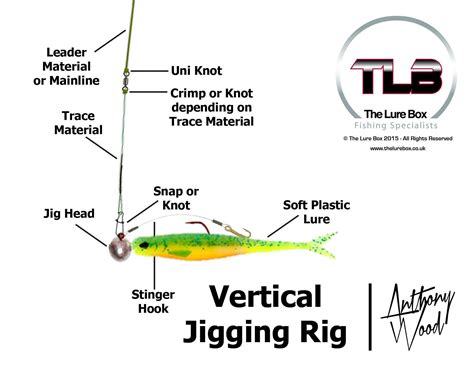 Leader
Material
or Mainline
Uni Knot
Crimp or Knot
depending on
Trace Material
Trace
Material
TLB
The Lure Box
Fishing Specialists
© The Lure Box 2015 - All Rights Reserved
www.thelurebox.co.uk
Snap or
Knot
Jig Head
Soft Plastic
Lure
Stinger
Hook
Vertical
Jigging Rig
Anthony
Wood